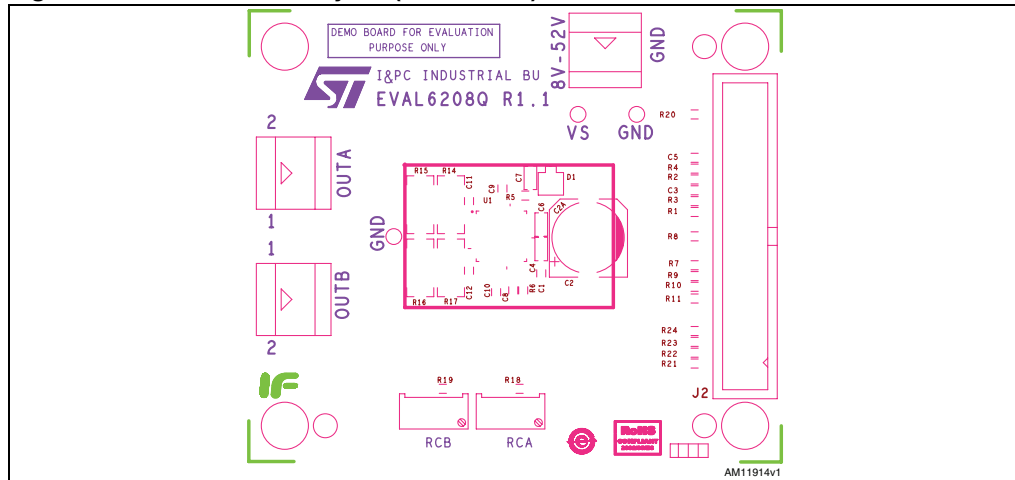 DEMO BOARD FOR EVALUATION
PURPOSE ONLY
I&PC INDUSTRIAL BU
EVAL6208Q R1.1
8V-52V
GND
VS
GND
R20
2
OUTA
1
1
OUTB
2
GND
R15
R14
C11
C9
C7
D1
R5
U1
C6
C2A
C4
C2
C1
R6
C8
C10
C12
R17
R16
C5
R4
R2
C3
R3
R1
R8
R7
R9
R10
R11
R24
R23
R22
R21
J2
R19
R18
RCB
RCA
RoHS
COMPLIANT
AM11914v1